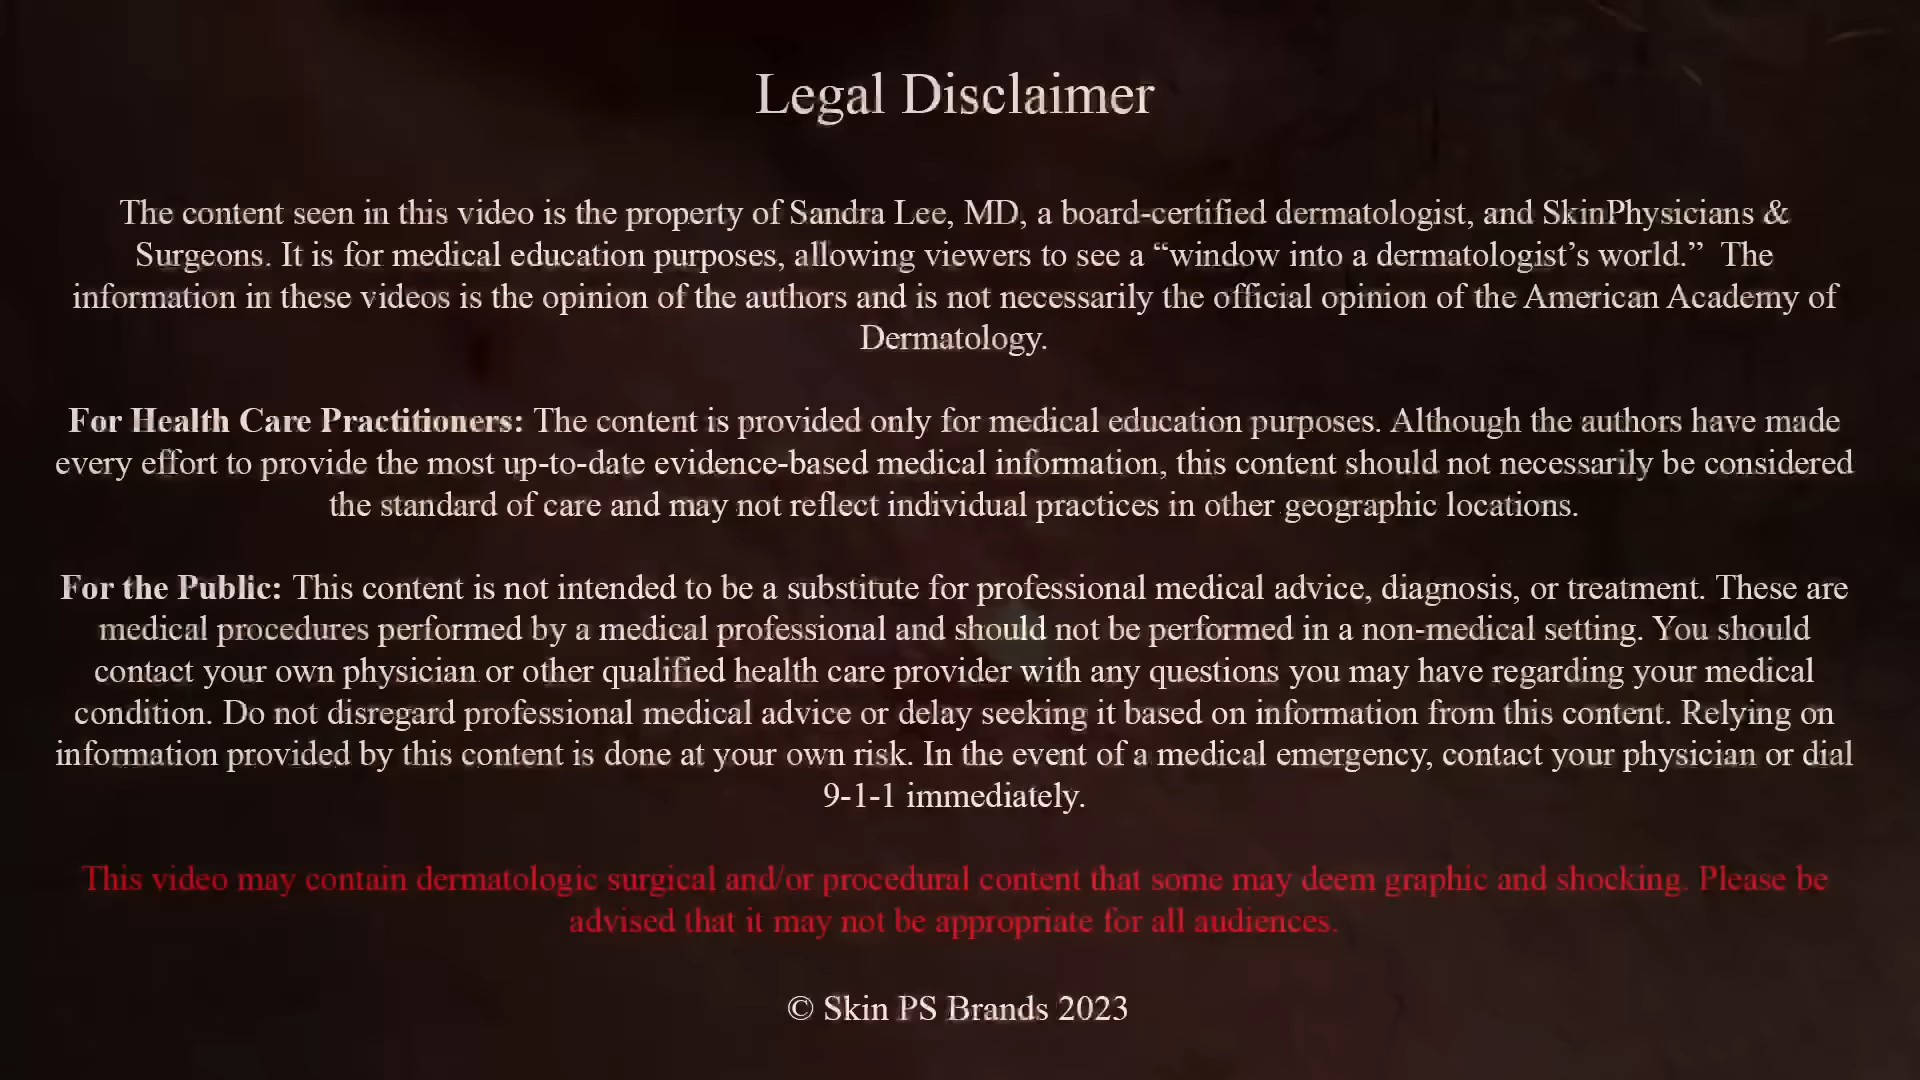 Legal Disclaimer
The content seen in this video is the property of Sandra Lee, MD, a board-certified dermatologist, and SkinPhysicians &
Surgeons. It is for medical education purposes, allowing viewers to see a “window into a dermatologist’s world.”  The
information in these videos is the opinion of the authors and is not necessarily the official opinion of the American Academy of
Dermatology.
For Health Care Practitioners: The content is provided only for medical education purposes. Although the authors have made
every effort to provide the most up-to-date evidence-based medical information, this content should not necessarily be considered
the standard of care and may not reflect individual practices in other geographic locations.
For the Public: This content is not intended to be a substitute for professional medical advice, diagnosis, or treatment. These are
medical procedures performed by a medical professional and should not be performed in a non-medical setting. You should
contact your own physician or other qualified health care provider with any questions you may have regarding your medical
condition. Do not disregard professional medical advice or delay seeking it based on information from this content. Relying on
information provided by this content is done at your own risk. In the event of a medical emergency, contact your physician or dial
9-1-1 immediately.
This video may contain dermatologic surgical and/or procedural content that some may deem graphic and shocking. Please be
advised that it may not be appropriate for all audiences.
© Skin PS Brands 2023